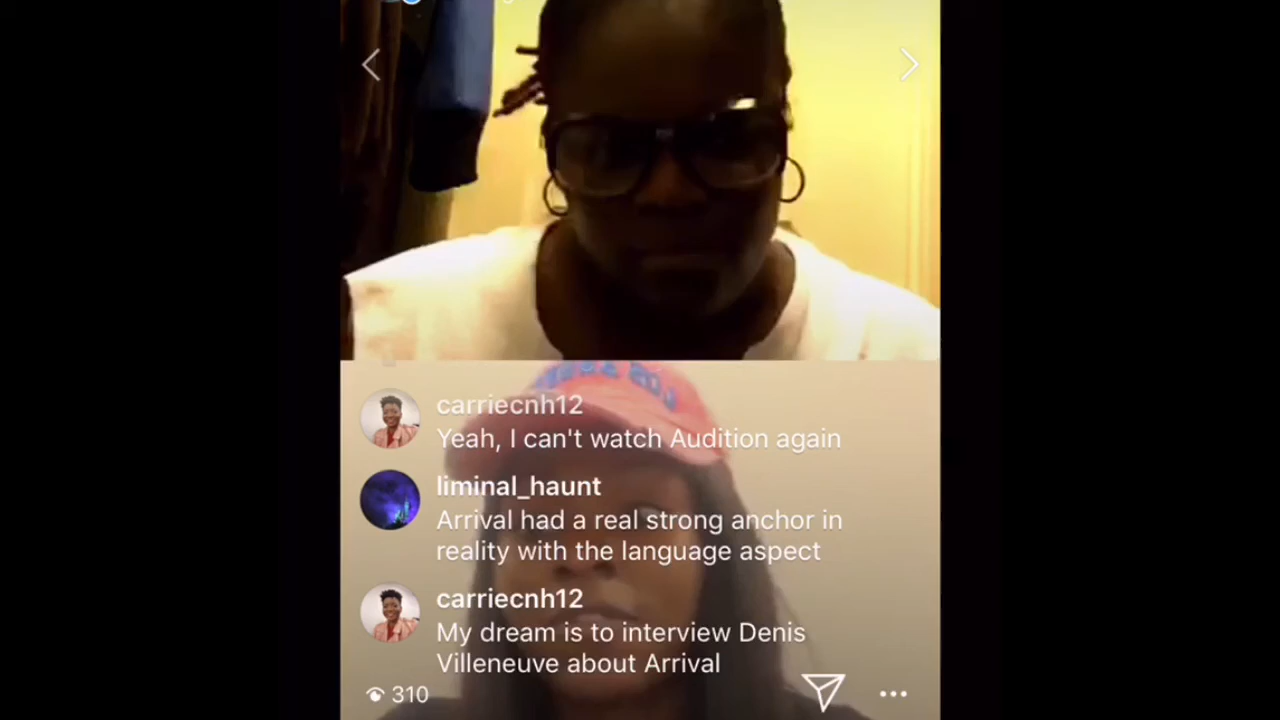 carriecnh12
Yeah, I can't watch Audition again
liminal_haunt
Arrival had a real strong anchor in
reality with the language aspect
carriecnh12
My dream is to interview Denis
Villeneuve about Arrival
310